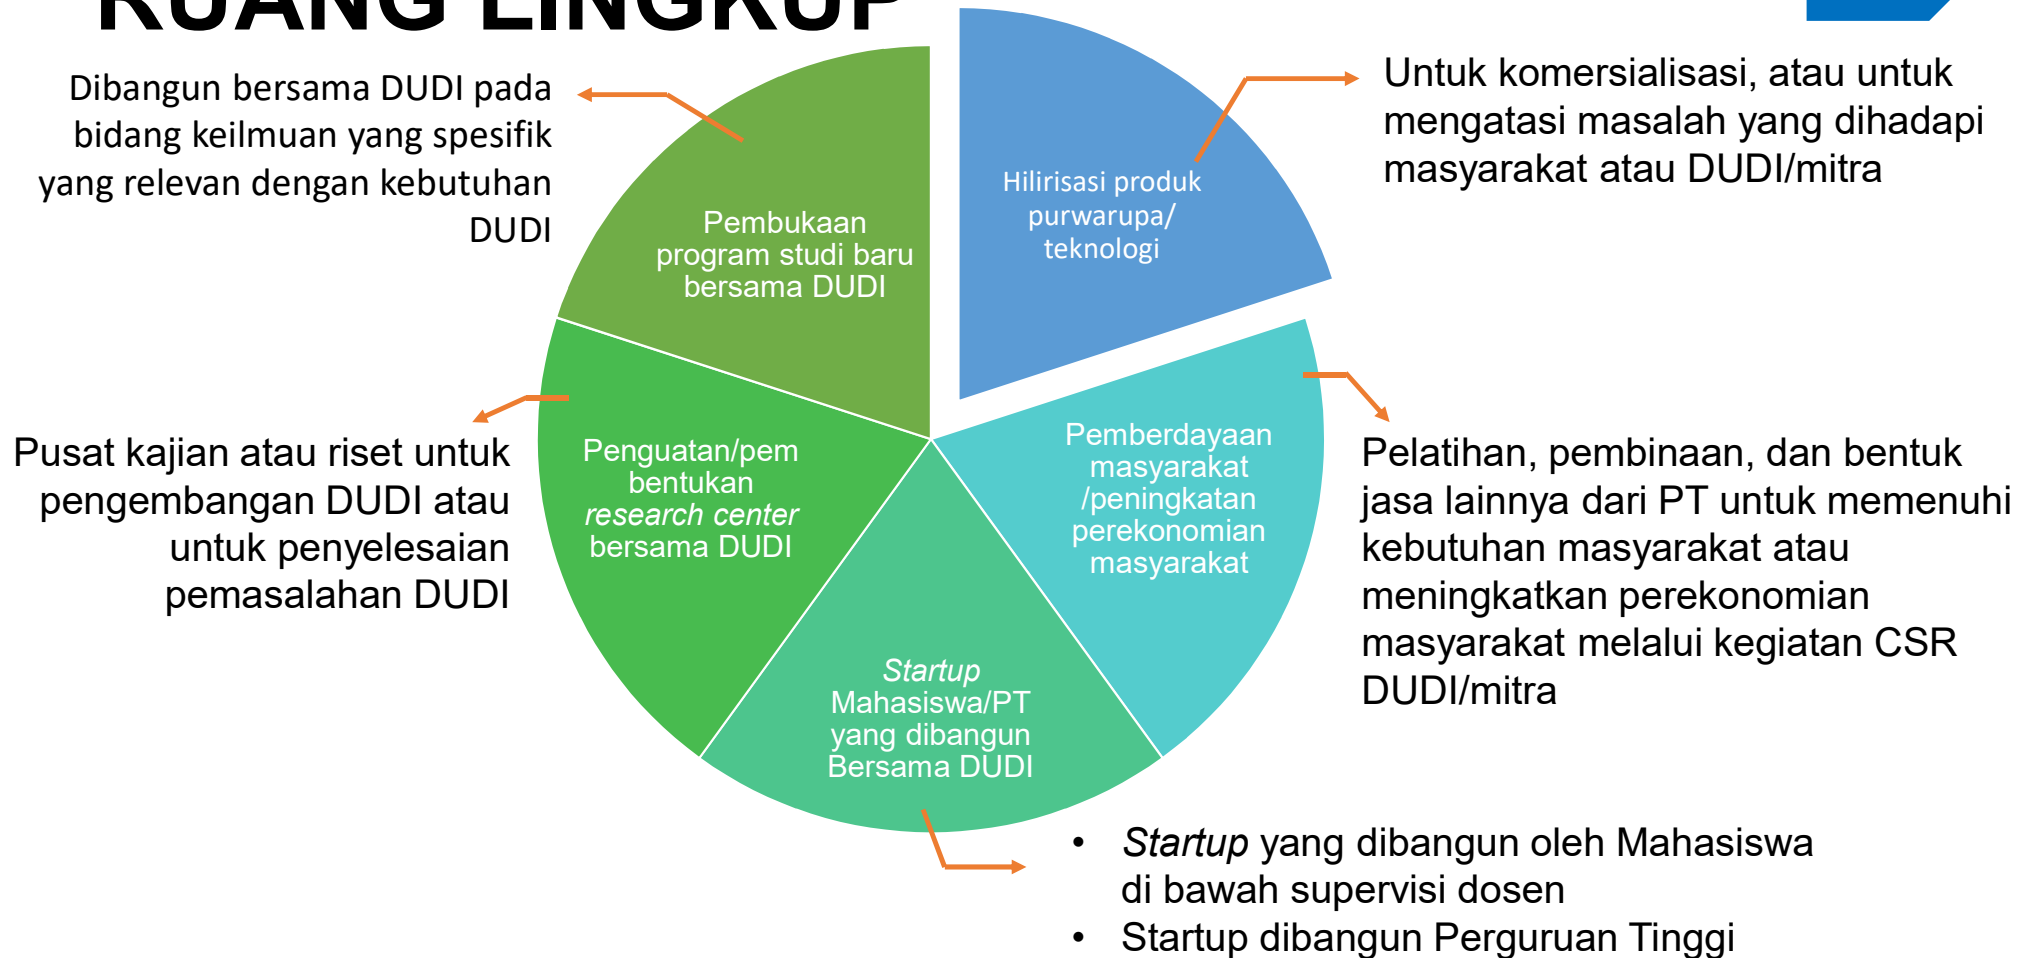 RUANG LINGKUP
Dibangun bersama DUDI pada
bidang keilmuan yang spesifik
yang relevan dengan kebutuhan
DUDI
Pembukaan
program studi baru
bersama DUDI
Hilirisasi produk
purwarupa/
teknologi
Untuk komersialisasi, atau untuk
mengatasi masalah yang dihadapi
masyarakat atau DUDI/mitra
Pusat kajian atau riset untuk
pengembangan DUDI atau
untuk penyelesaian
pemasalahan DUDI
Penguatan/pem
bentukan
research center
bersama DUDI
Pemberdayaan
masyarakat
/peningkatan
perekonomian
masyarakat
Pelatihan, pembinaan, dan bentuk
jasa lainnya dari PT untuk memenuhi
kebutuhan masyarakat atau
meningkatkan perekonomian
masyarakat melalui kegiatan CSR
DUDI/mitra
Startup
Mahasiswa/PT
yang dibangun
Bersama DUDI
• Startup yang dibangun oleh Mahasiswa
di bawah supervisi dosen
• Startup dibangun Perguruan Tinggi